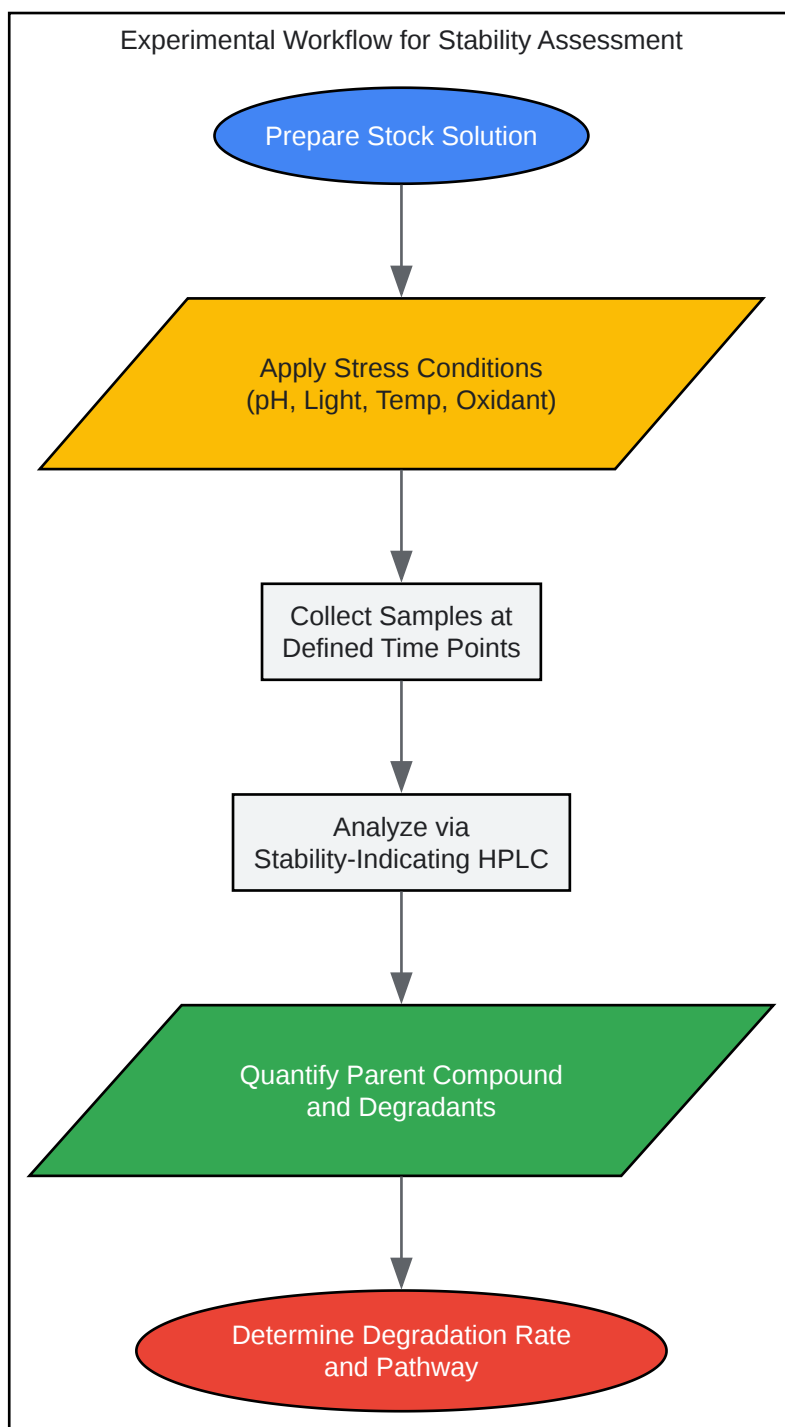 Experimental Workflow for Stability Assessment
Prepare Stock Solution
Apply Stress Conditions
(pH, Light, Temp, Oxidant)
Collect Samples at
Defined Time Points
Analyze via
Stability-Indicating HPLC
Quantify Parent Compound
and Degradants
Determine Degradation Rate
and Pathway